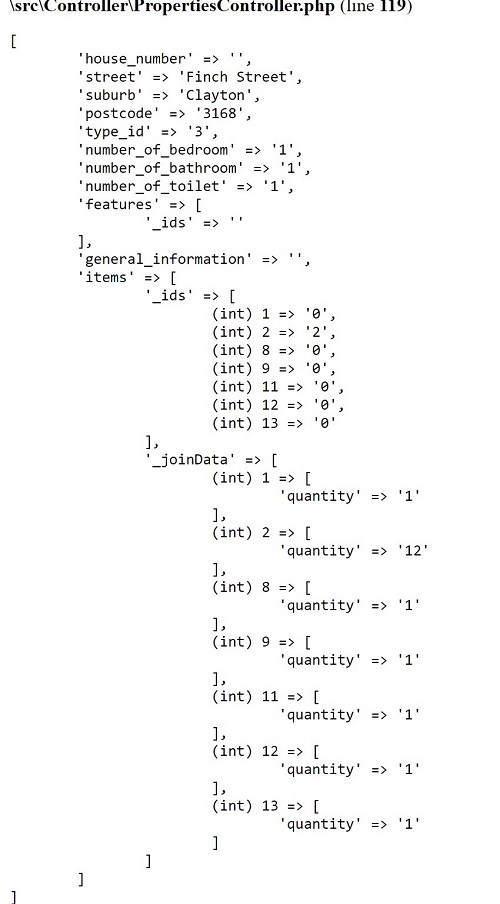 \src\Controller\PropertiesController.php (line 119)
[
'house_number' => '',
'street' => 'Finch Street',
'suburb' => 'Clayton',
'postcode' => '3168',
'type_id' => '3',
'number_of_bedroom' => '1',
'number_of_bathroom' => '1',
'number_of_toilet' => '1',
'features' => [
'_ids' => ''
],
'general_information' => '',
'items' => [
'_ids' => [
(int) 1 => '0',
(int) 2 => '2',
(int) 8 => '0',
(int) 9 => '0',
(int) 11 => '0',
(int) 12 => '0',
(int) 13 => '0'
],
'_joinData' => [
(int) 1 => [
'quantity' => '1'
],
(int) 2 => [
'quantity' => '12'
],
(int) 8 => [
'quantity' => '1'
],
(int) 9 => [
'quantity' => '1'
],
(int) 11 => [
'quantity' => '1'
],
(int) 12 => [
'quantity' => '1'
],
(int) 13 => [
'quantity' => '1'
]
]
]
]